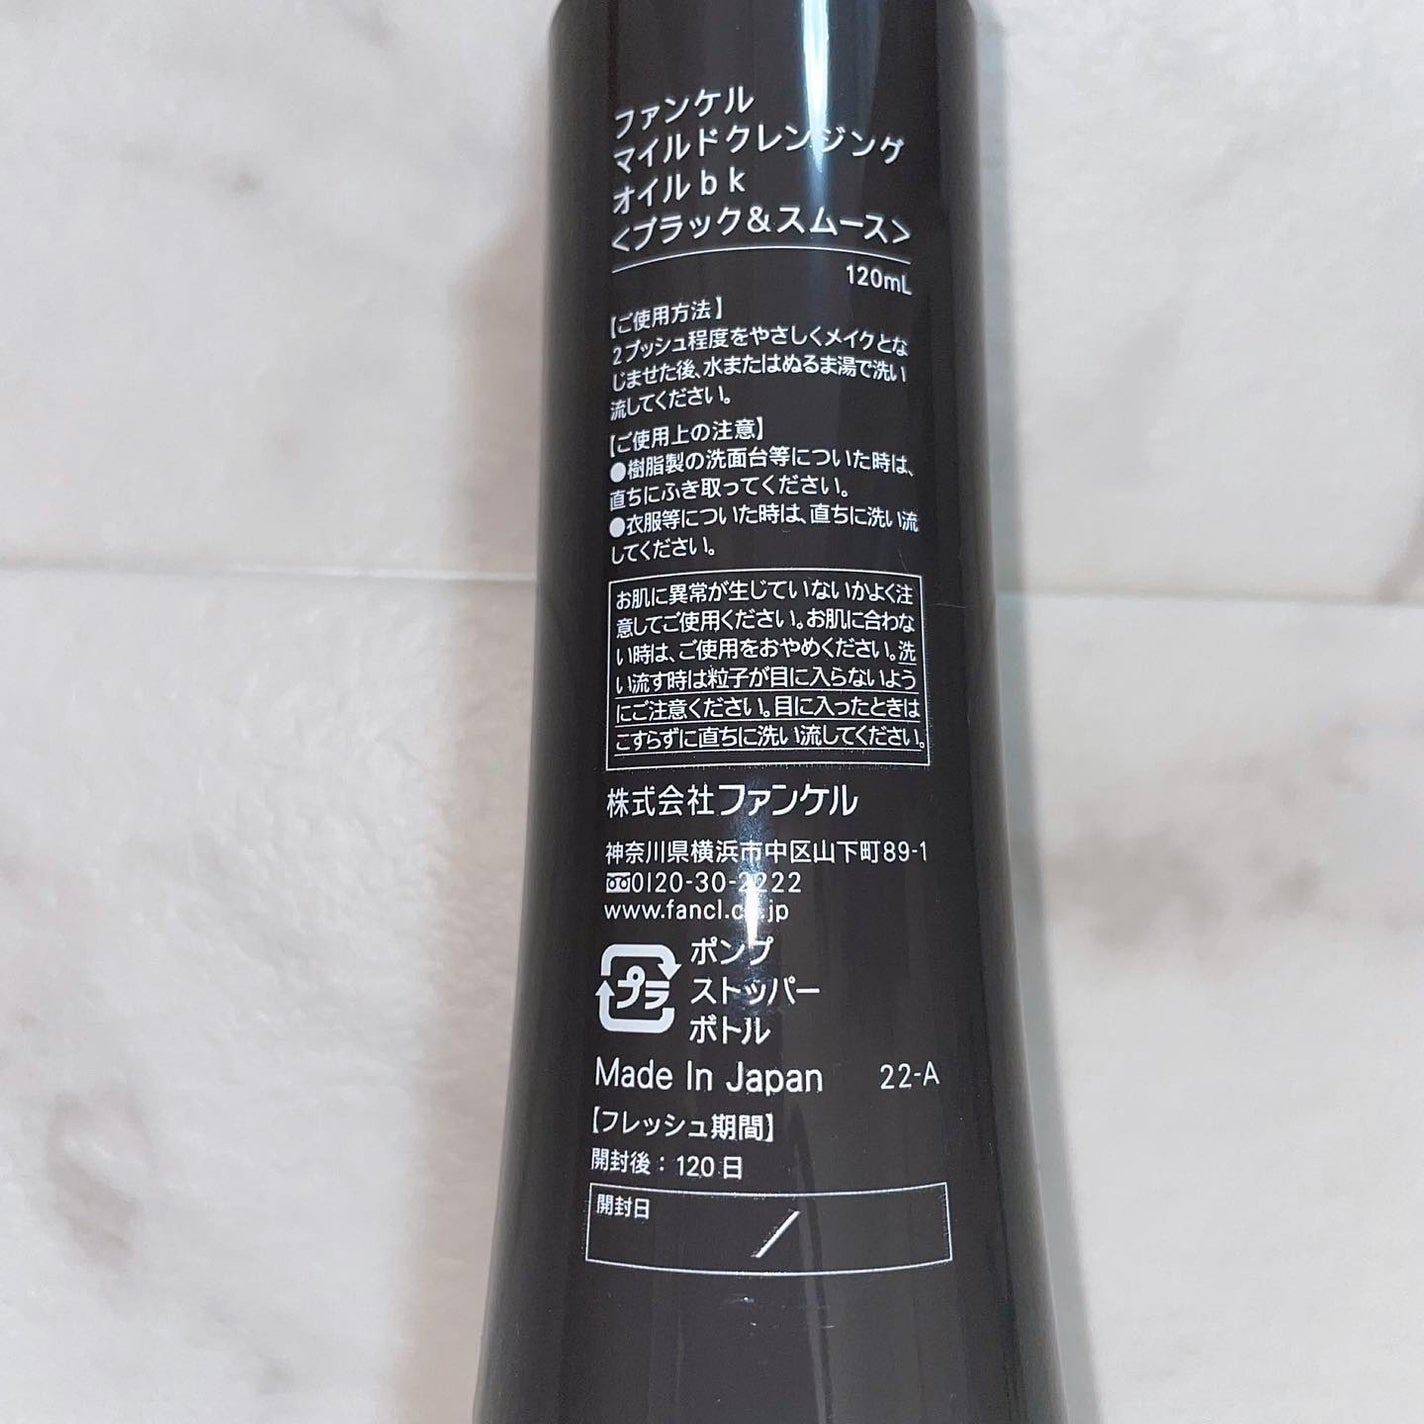 ファンケル
マイルドクレンジング
オイルbk
<ブラック&スムース>
120mL
【ご使用方法】
2プッシュ程度をやさしくメイクとな
じませた後、水またはぬるま湯で洗い
流してください。
【ご使用上の注意】
●樹脂製の洗面台等についた時は、
直ちにふき取ってください。
●衣服等についた時は、直ちに洗い流
してください。
お肌に異常が生じていないかよく注
意してご使用ください。お肌に合わな
い時は、ご使用をおやめください。洗
い流す時は粒子が目に入らないよう
にご注意ください。目に入ったときは
こすらずに直ちに洗い流してください。
株式会社ファンケル
神奈川県横浜市中区山下町89-1
0120-30-2222
www.fancl.co.jp
プラ
ポンプ
ストッパー
ボトル
Made In Japan 22-A
【フレッシュ期間】
開封後:120日
開封日 /